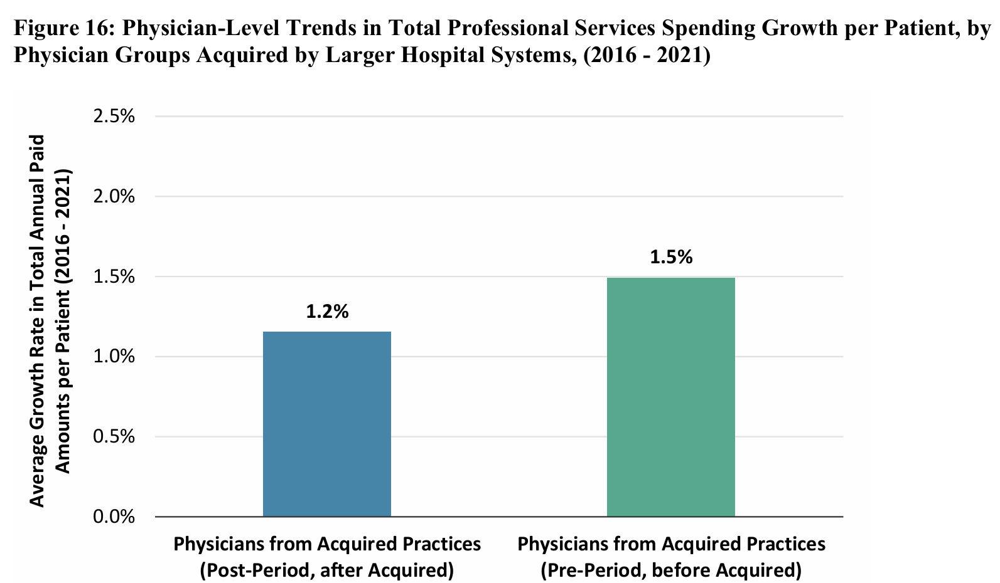 Figure 16: Physician-Level Trends in Total Professional Services Spending Growth per Patient, by
Physician Groups Acquired by Larger Hospital Systems, (2016 - 2021)
Average Growth Rate in Total Annual Paid
Amounts per Patient (2016 - 2021)
2.5%
2.0%
1.5%
1.0%
0.5%
0.0%
1.2%
1.5%
Physicians from Acquired Practices
(Post-Period, after Acquired)
Physicians from Acquired Practices
(Pre-Period, before Acquired)